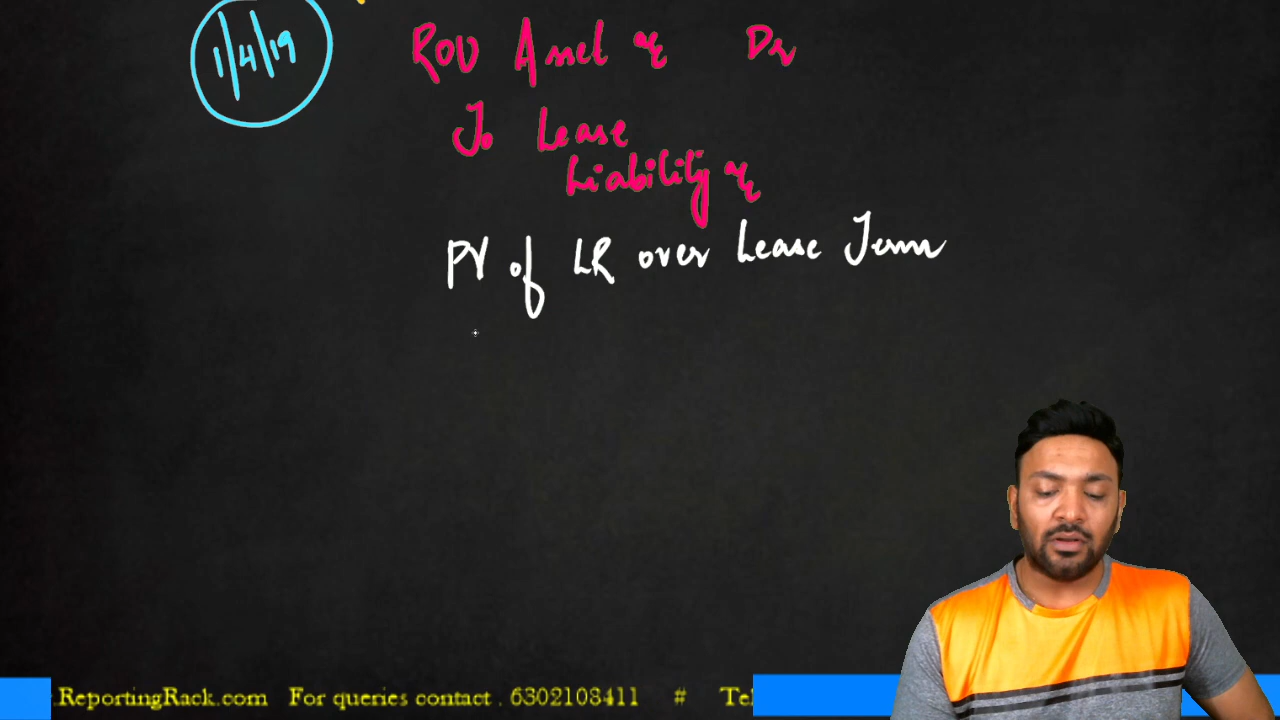 1/4/19
ROU Asset a/c Dr
To Lease
Liability a/c
PV of LR over Lease Term
.ReportingRack.com For queries contact . 6302108411 # Tel